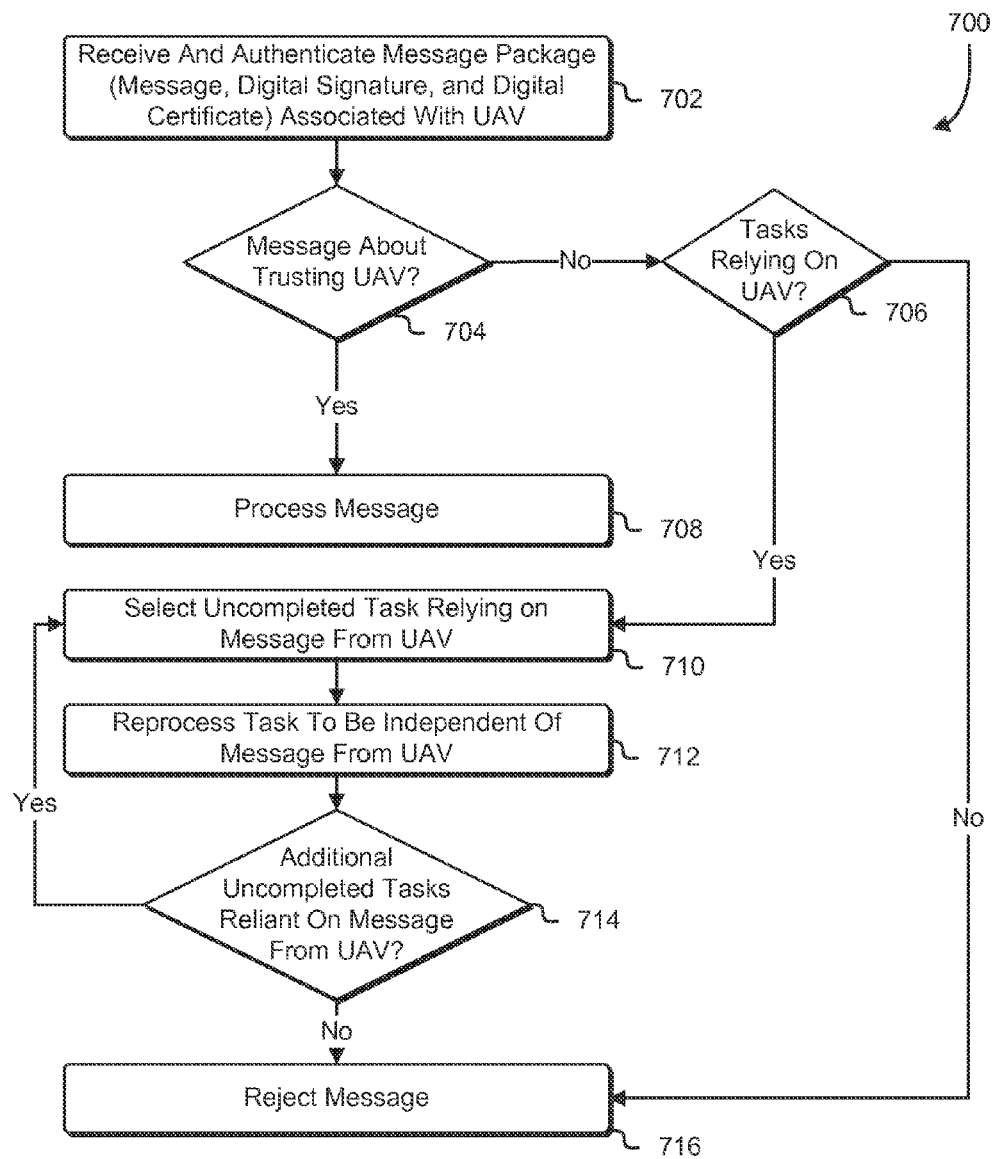 700
Receive And Authenticate Message Package
(Message, Digital Signature, and Digital
Certificate) Associated With UAV
702
Message About
Trusting UAV?
704
No
Tasks
Relying On
UAV?
706
Yes
Process Message
708
Yes
Select Uncompleted Task Relying on
Message From UAV
710
Reprocess Task To Be Independent Of
Message From UAV
712
Yes
No
Additional
Uncompleted Tasks
Reliant On Message
From UAV?
714
No
Reject Message
716